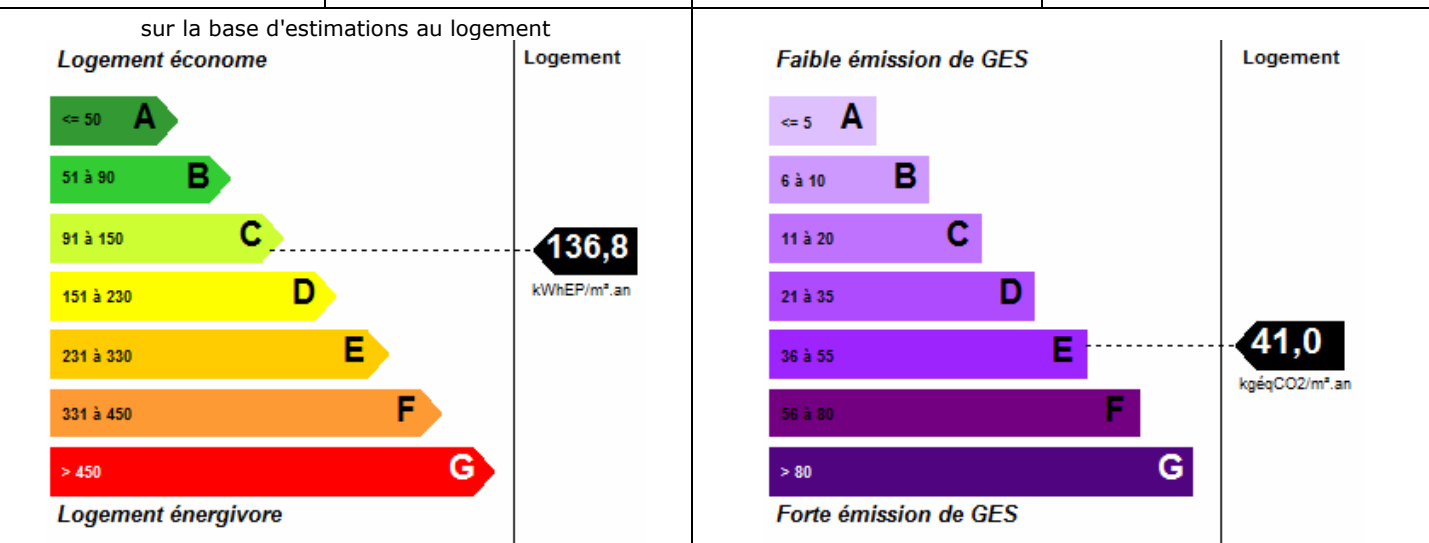 sur la base d'estimations au logement
Logement économe
Logement
<= 50 A
51 à 90 B
91 à 150 C
136,8
kWhEP/m².an
151 à 230 D
231 à 330 E
331 à 450 F
> 450 G
Logement énergivore
Faible émission de GES
Logement
<= 5 A
6 à 10 B
11 à 20 C
21 à 35 D
36 à 55 E
41,0
kgéqCO2/m².an
56 à 80 F
> 80 G
Forte émission de GES